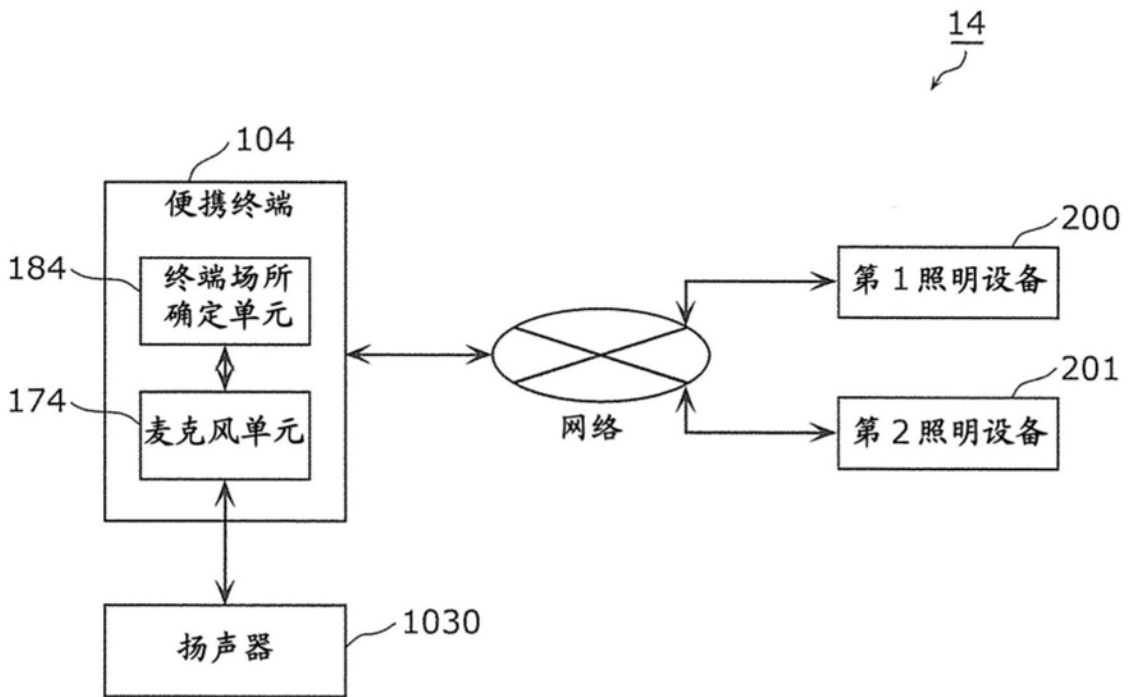 14
104
便携终端
184
终端场所
确定单元
174
麦克风单元
扬声器
1030
网络
200
第1照明设备
201
第2照明设备